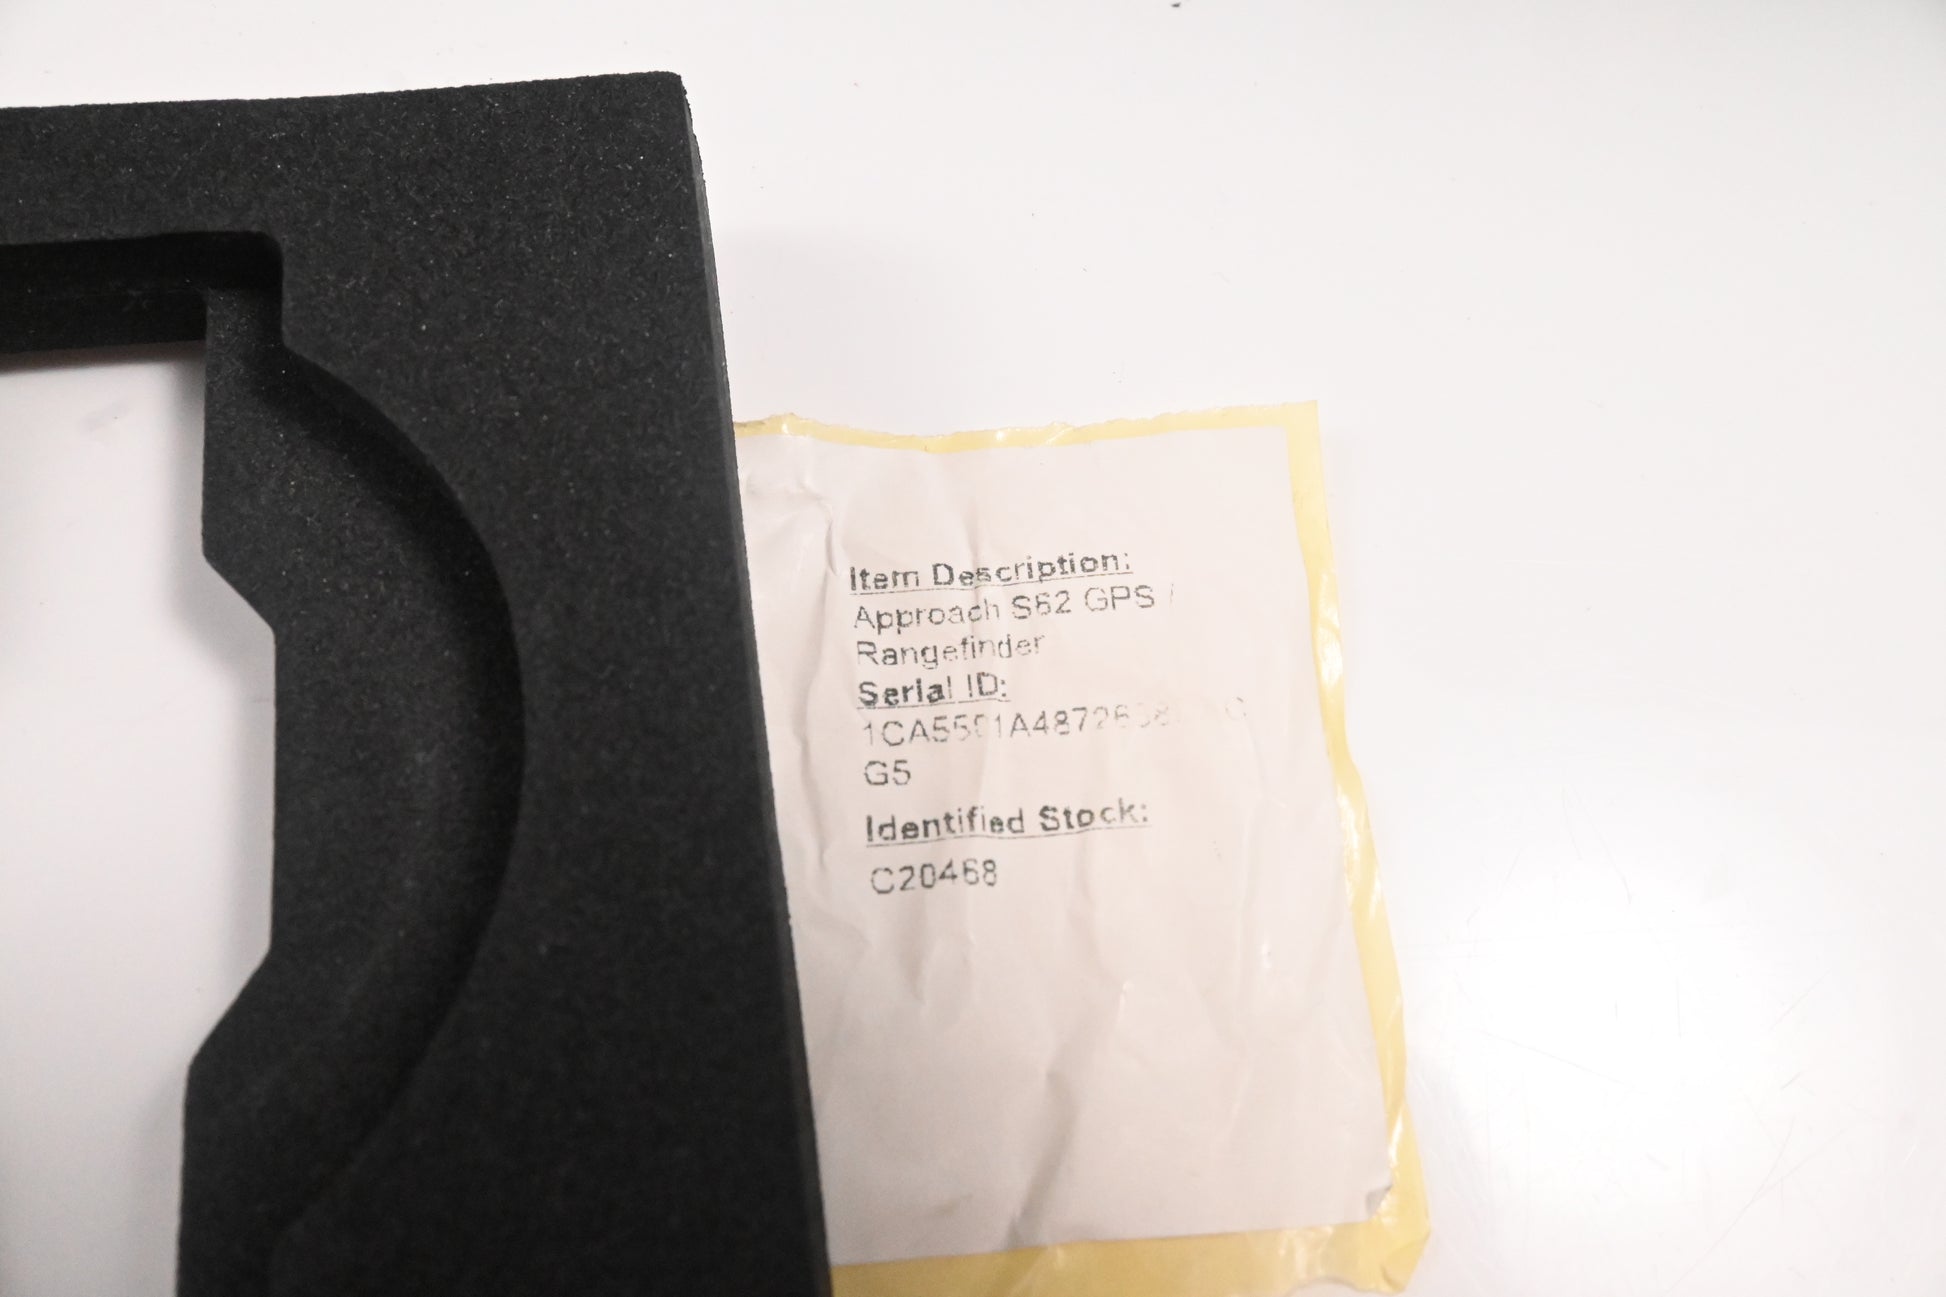 Item Description:
Approach S62 GPS /
Rangefinder
Serial ID:
G5
Identified Stock:
C20468